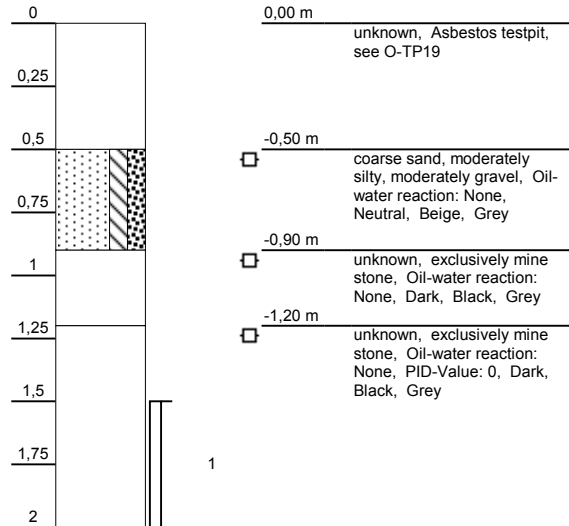 0
0,00 m
unknown, Asbestos testpit,
see O-TP19
0,25
0,5
-0,50 m
coarse sand, moderately
silty, moderately gravel, Oil-
water reaction: None,
Neutral, Beige, Grey
0,75
-0,90 m
unknown, exclusively mine
stone, Oil-water reaction:
None, Dark, Black, Grey
1
-1,20 m
unknown, exclusively mine
stone, Oil-water reaction:
None, PID-Value: 0, Dark,
Black, Grey
1,25
1,5
1,75
1
2